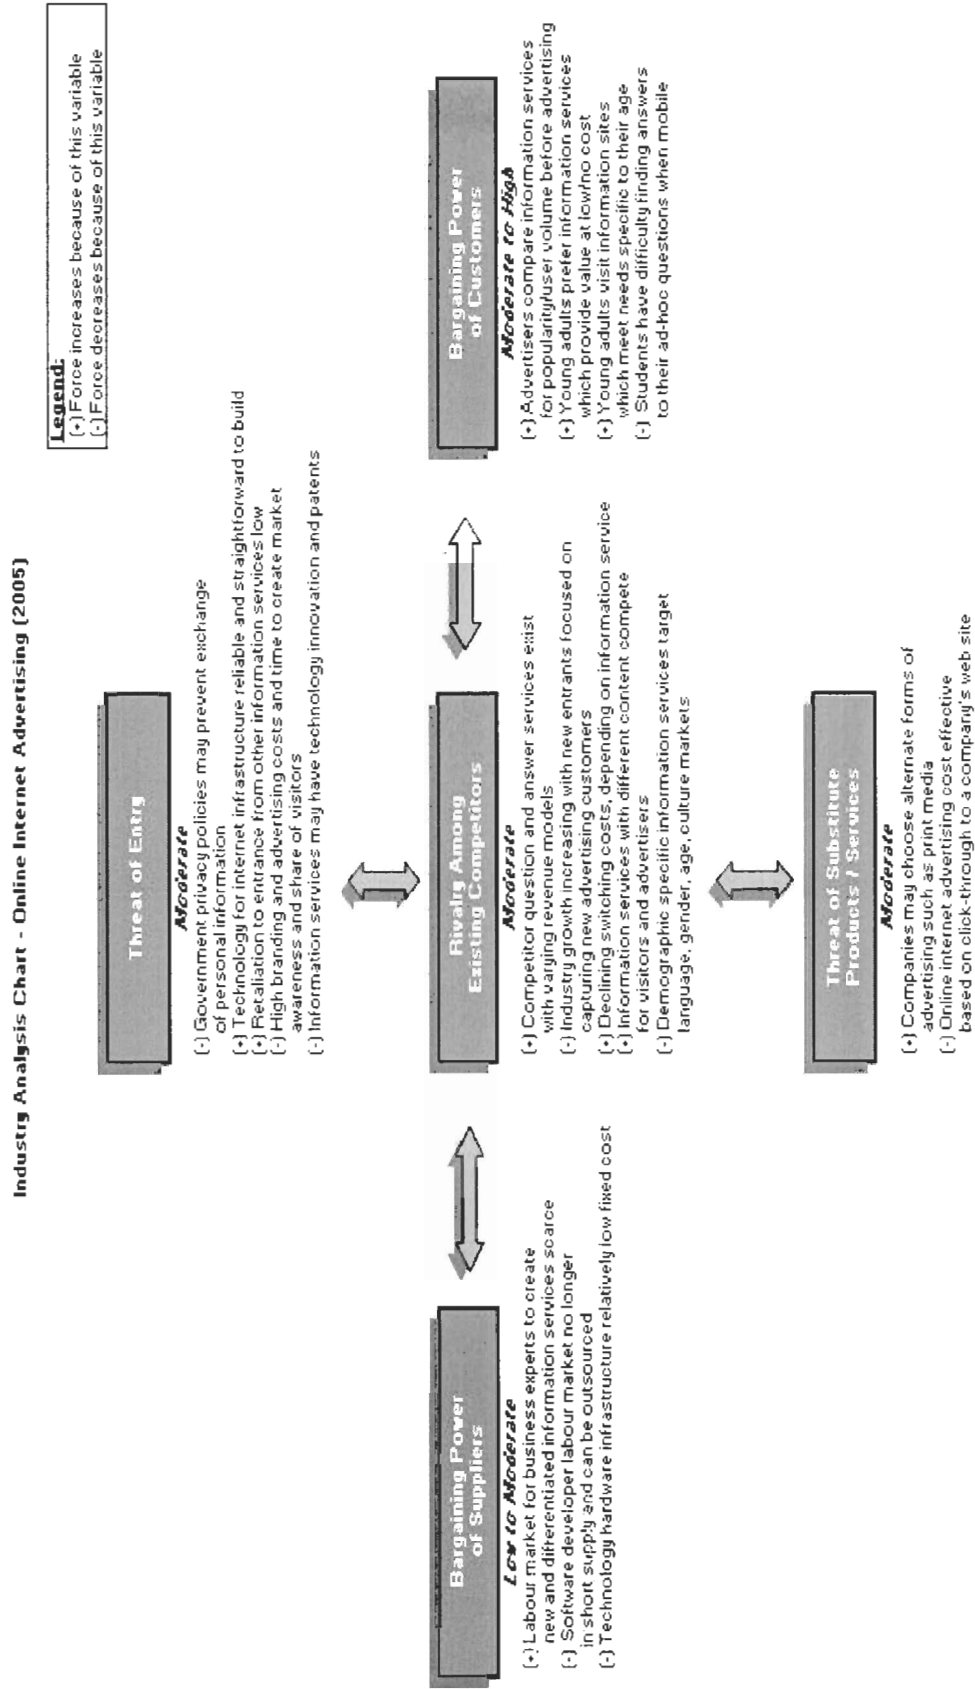 Industry Analysis Chart - Online Internet Advertising (2005)
Legend:
(+) Force increases because of this variable
(-) Force decreases because of this variable
Threat of Entry
Moderate
(-) Government privacy policies may prevent exchange
of personal information
(+) Technology for internet infrastructure reliable and straightforward to build
(+) Retaliation to entrance from other information services low
(-) High branding and advertising costs and time to create market
awareness and share of visitors
(-) Information services may have technology innovation and patents
Bargaining Power
of Suppliers
Low to Moderate
(+) Labour market for business experts to create
new and differentiated information services scarce
(-) Software developer labour market no longer
in short supply and can be outsourced
(-) Technology hardware infrastructure relatively low fixed cost
Rivalry Among
Existing Competitors
Moderate
(+) Competitor question and answer services exist
with varying revenue models
(-) Industry growth increasing with new entrants focused on
capturing new advertising customers
(+) Declining switching costs, depending on information service
(+) Information services with different content compete
for visitors and advertisers
(-) Demographic specific information services target
language, gender, age, culture markets
Bargaining Power
of Customers
Moderate to High
(+) Advertisers compare information services
for popularity/user volume before advertising
(+) Young adults prefer information services
which provide value at low/no cost
(+) Young adults visit information sites
which meet needs specific to their age
(-) Students have difficulty finding answers
to their ad-hoc questions when mobile
Threat of Substitute
Products / Services
Moderate
(+) Companies may choose alternate forms of
advertising such as print media
(-) Online internet advertising cost effective
based on click-through to a company's web site